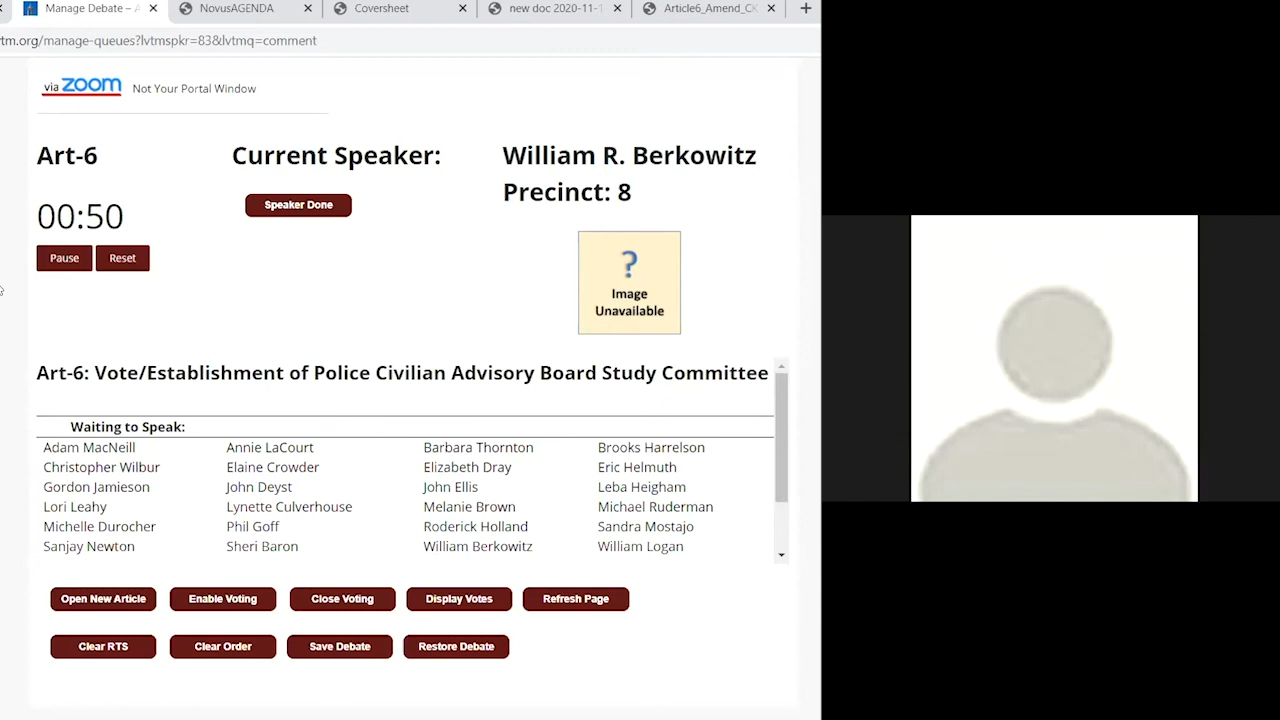 Manage Debate – A
NovusAGENDA
Coversheet
new doc 2020-11-1
Article6_Amend_CK
rtm.org/manage-queues?lvtmspkr=83&lvtmq=comment
via zoom Not Your Portal Window
Art-6 Current Speaker: William R. Berkowitz
Precinct: 8
Speaker Done
00:50
Pause Reset
?
Image
Unavailable
Art-6: Vote/Establishment of Police Civilian Advisory Board Study Committee
Waiting to Speak:
Adam MacNeill Annie LaCourt Barbara Thornton Brooks Harrelson
Christopher Wilbur Elaine Crowder Elizabeth Dray Eric Helmuth
Gordon Jamieson John Deyst John Ellis Leba Heigham
Lori Leahy Lynette Culverhouse Melanie Brown Michael Ruderman
Michelle Durocher Phil Goff Roderick Holland Sandra Mostajo
Sanjay Newton Sheri Baron William Berkowitz William Logan
Open New Article Enable Voting Close Voting Display Votes Refresh Page
Clear RTS Clear Order Save Debate Restore Debate